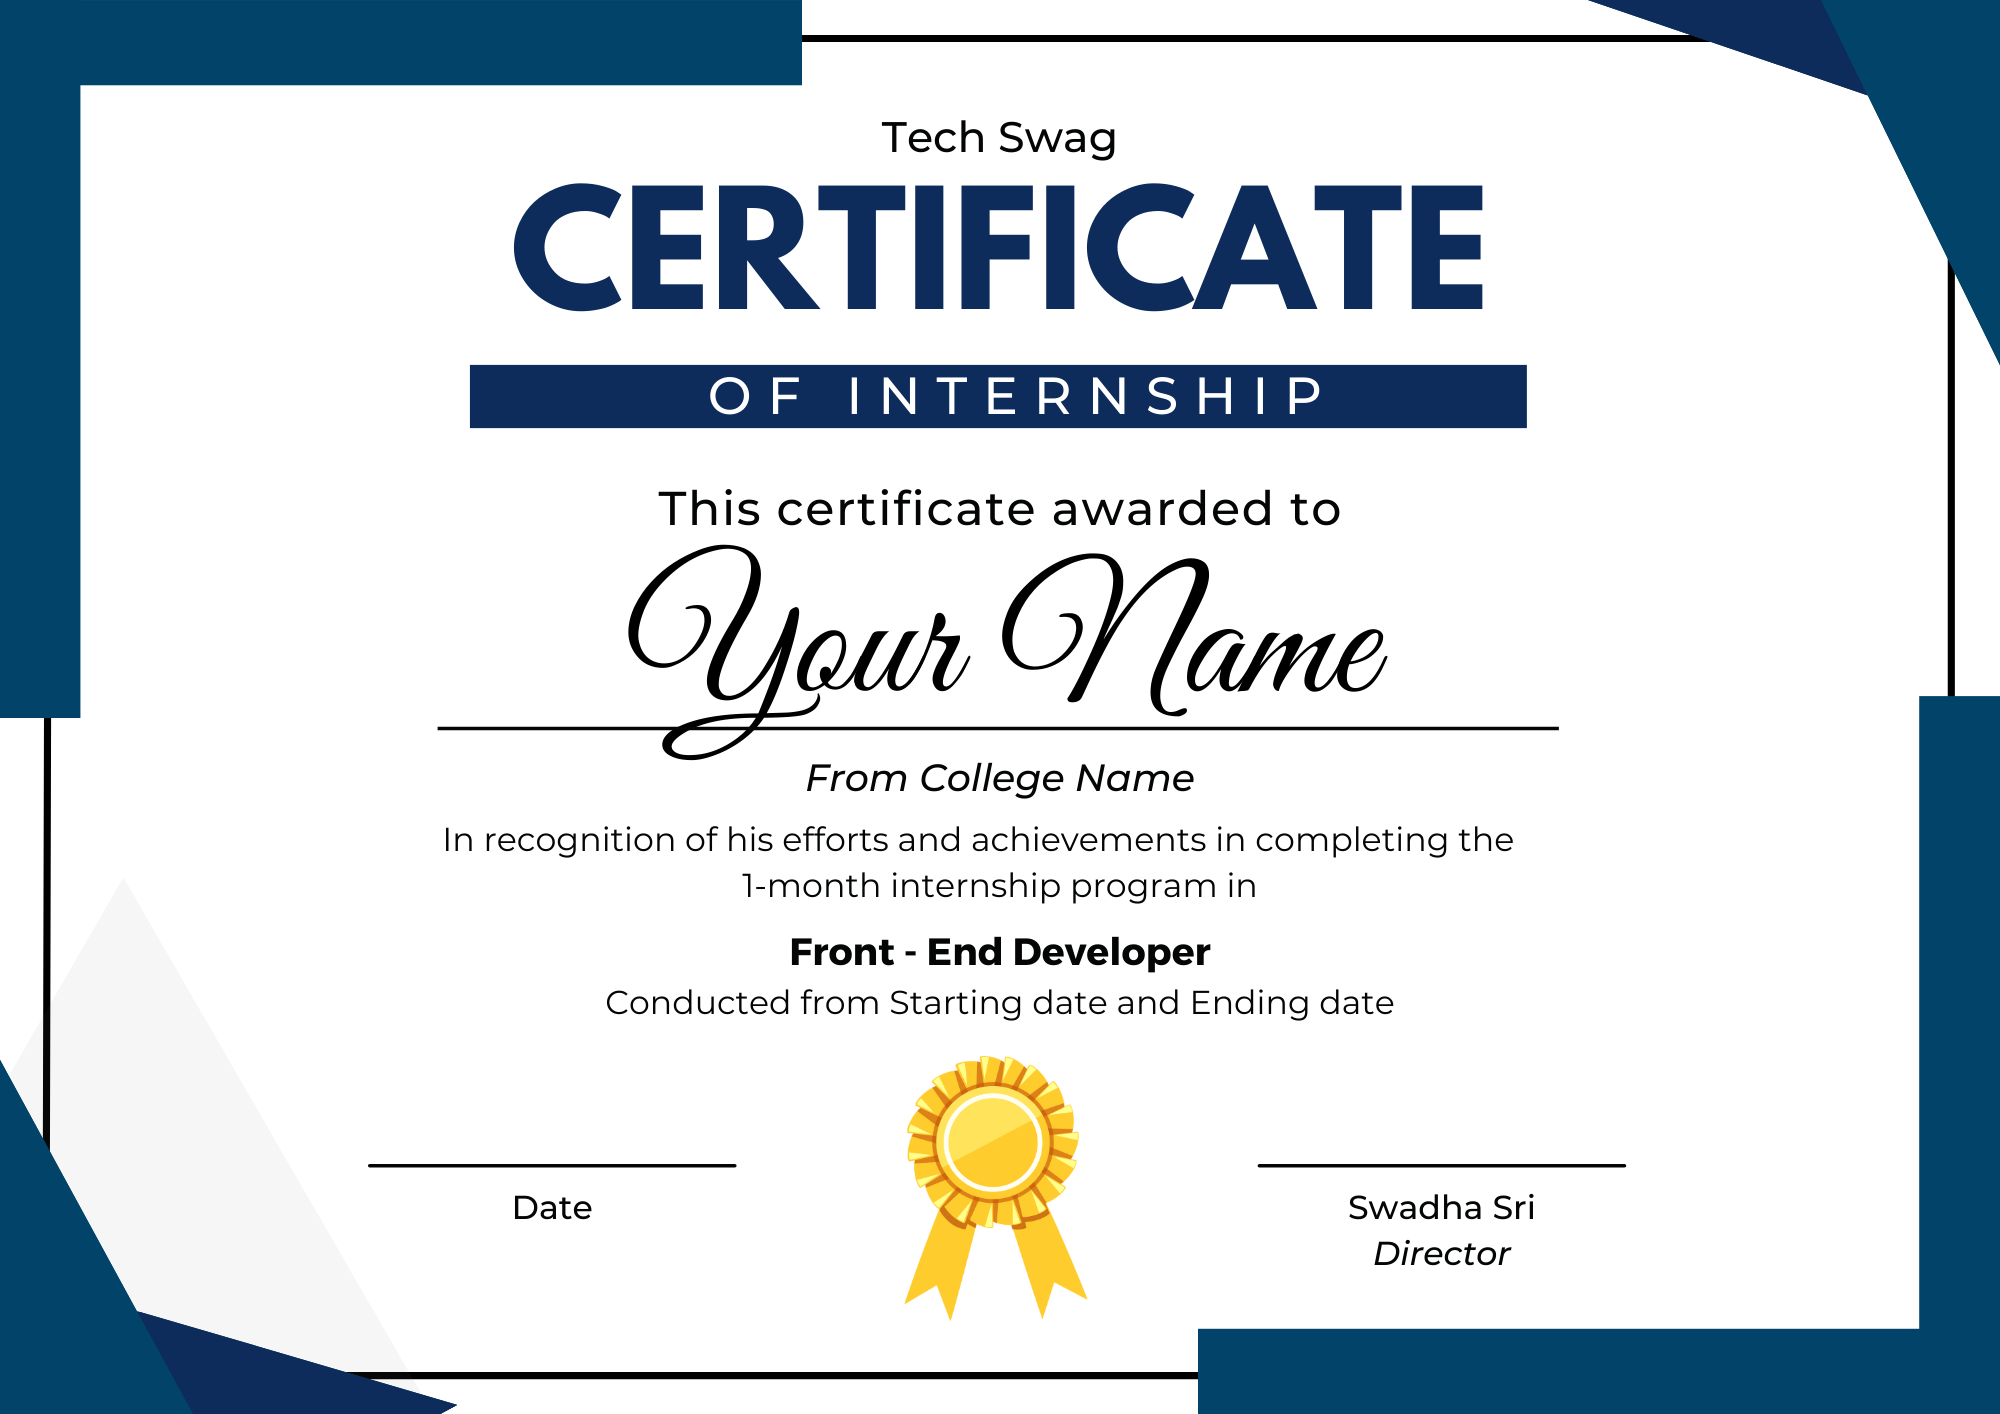 Tech Swag
CERTIFICATE
OF INTERNSHIP
This certificate awarded to
Your Name
From College Name
In recognition of his efforts and achievements in completing the
1-month internship program in
Front - End Developer
Conducted from Starting date and Ending date
Date
Swadha Sri
Director